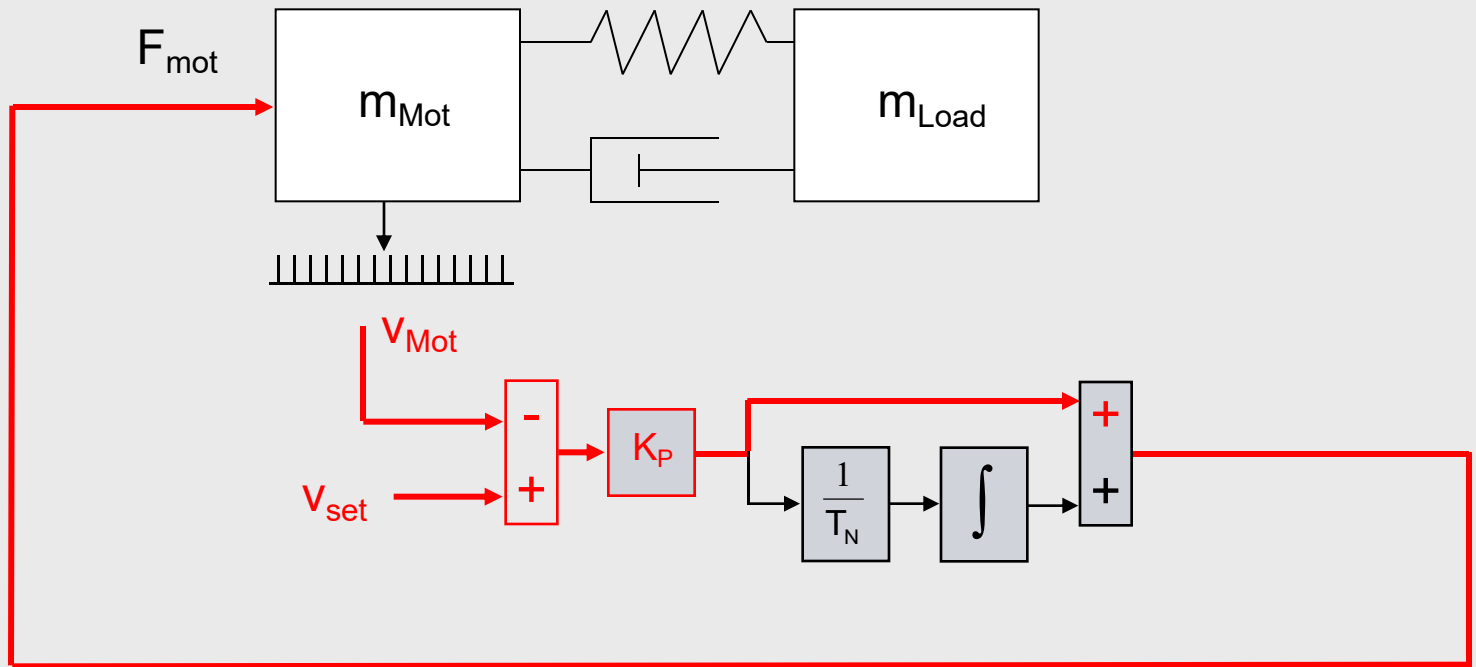 F_mot
m_Mot
m_Load
v_Mot
-
K_P
+
+
v_set
+
1
T_N
∫